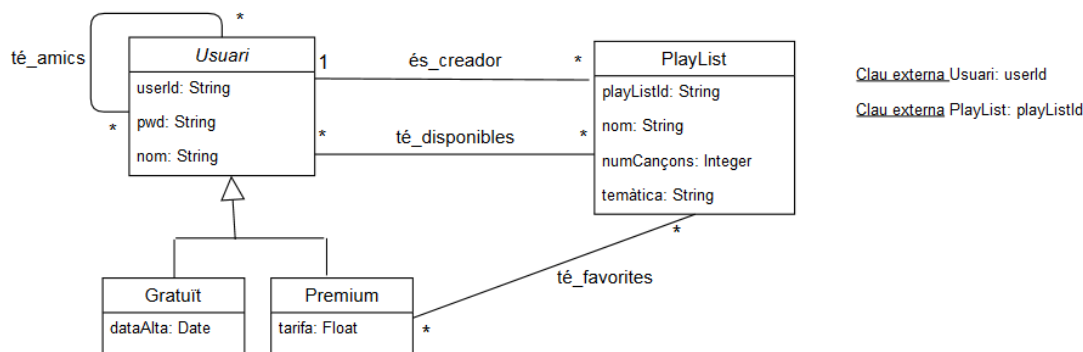 *
té_amics
Usuari
userId: String
pwd: String
nom: String
*
1
és_creador
*
*
té_disponibles
*
PlayList
playListId: String
nom: String
numCançons: Integer
temàtica: String
Clau externa Usuari: userId
Clau externa PlayList: playListId
*
té_favorites
*
Gratuït
dataAlta: Date
Premium
tarifa: Float